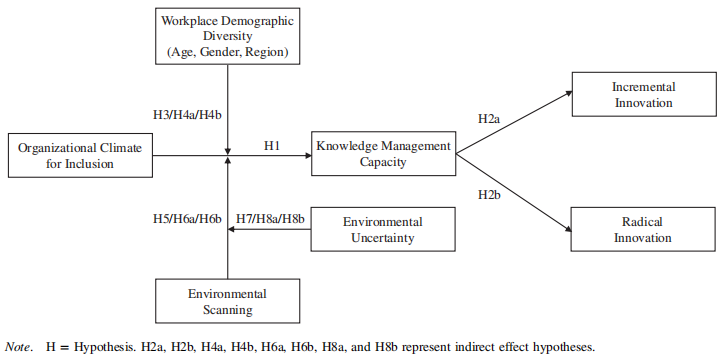 Workplace Demographic
Diversity
(Age, Gender, Region)
H3/H4a/H4b
Organizational Climate
for Inclusion
H1
Knowledge Management
Capacity
H2a
Incremental
Innovation
H2b
Radical
Innovation
H5/H6a/H6b
H7/H8a/H8b
Environmental
Uncertainty
Environmental
Scanning
Note. H = Hypothesis. H2a, H2b, H4a, H4b, H6a, H6b, H8a, and H8b represent indirect effect hypotheses.